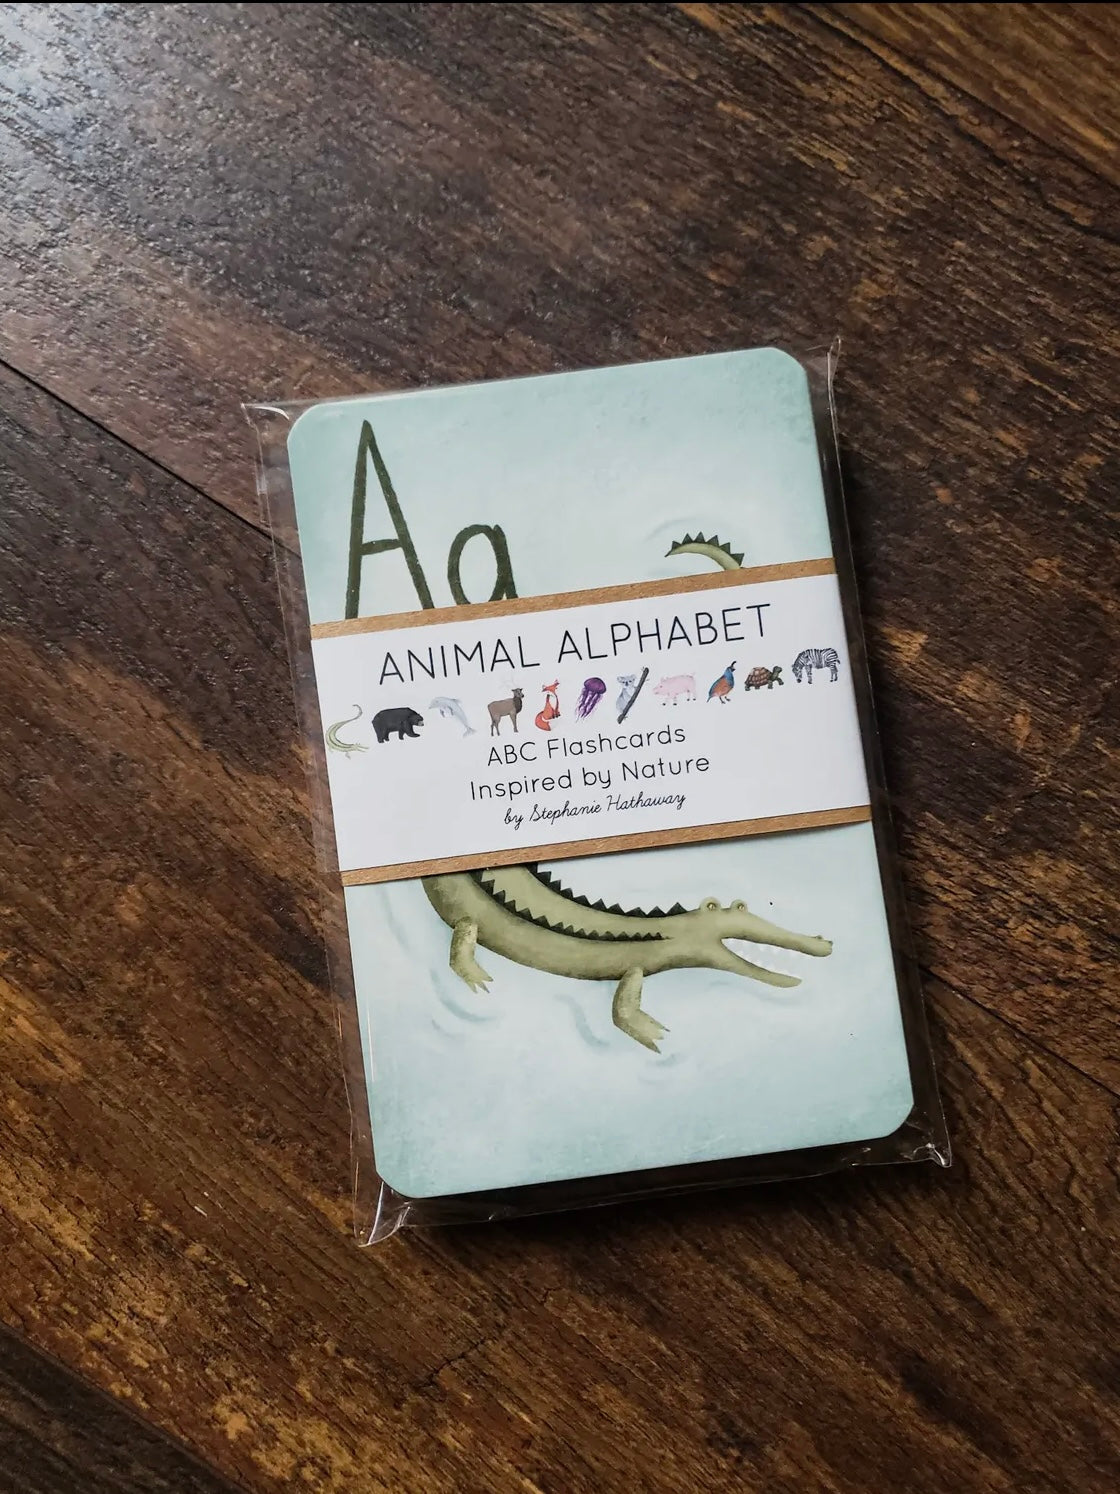 Aa
ANIMAL ALPHABET
ABC Flashcards
Inspired by Nature
by Stephanie Hathaway